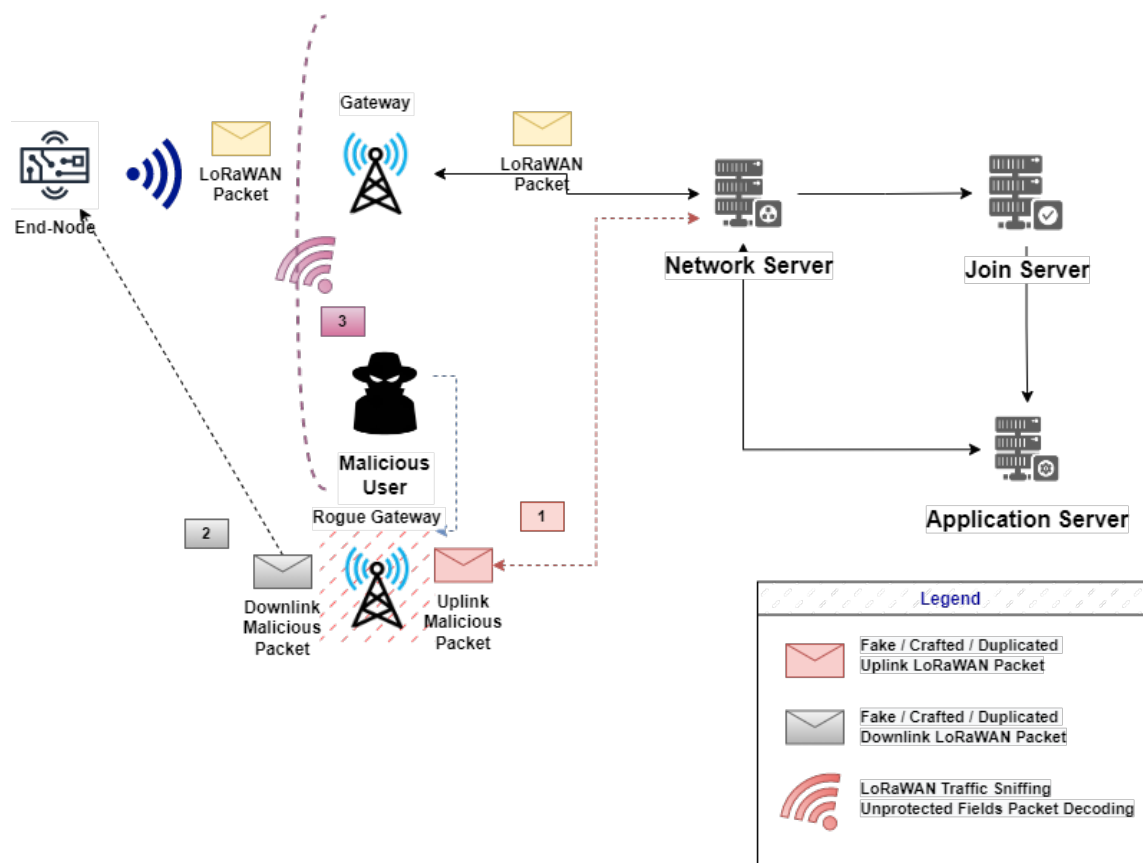 Gateway
LoRaWAN
Packet
LoRaWAN
Packet
End-Node
Network Server
Join Server
3
Malicious
User
Rogue Gateway
1
2
Application Server
Downlink
Malicious
Packet
Uplink
Malicious
Packet
Legend
Fake / Crafted / Duplicated
Uplink LoRaWAN Packet
Fake / Crafted / Duplicated
Downlink LoRaWAN Packet
LoRaWAN Traffic Sniffing
Unprotected Fields Packet Decoding